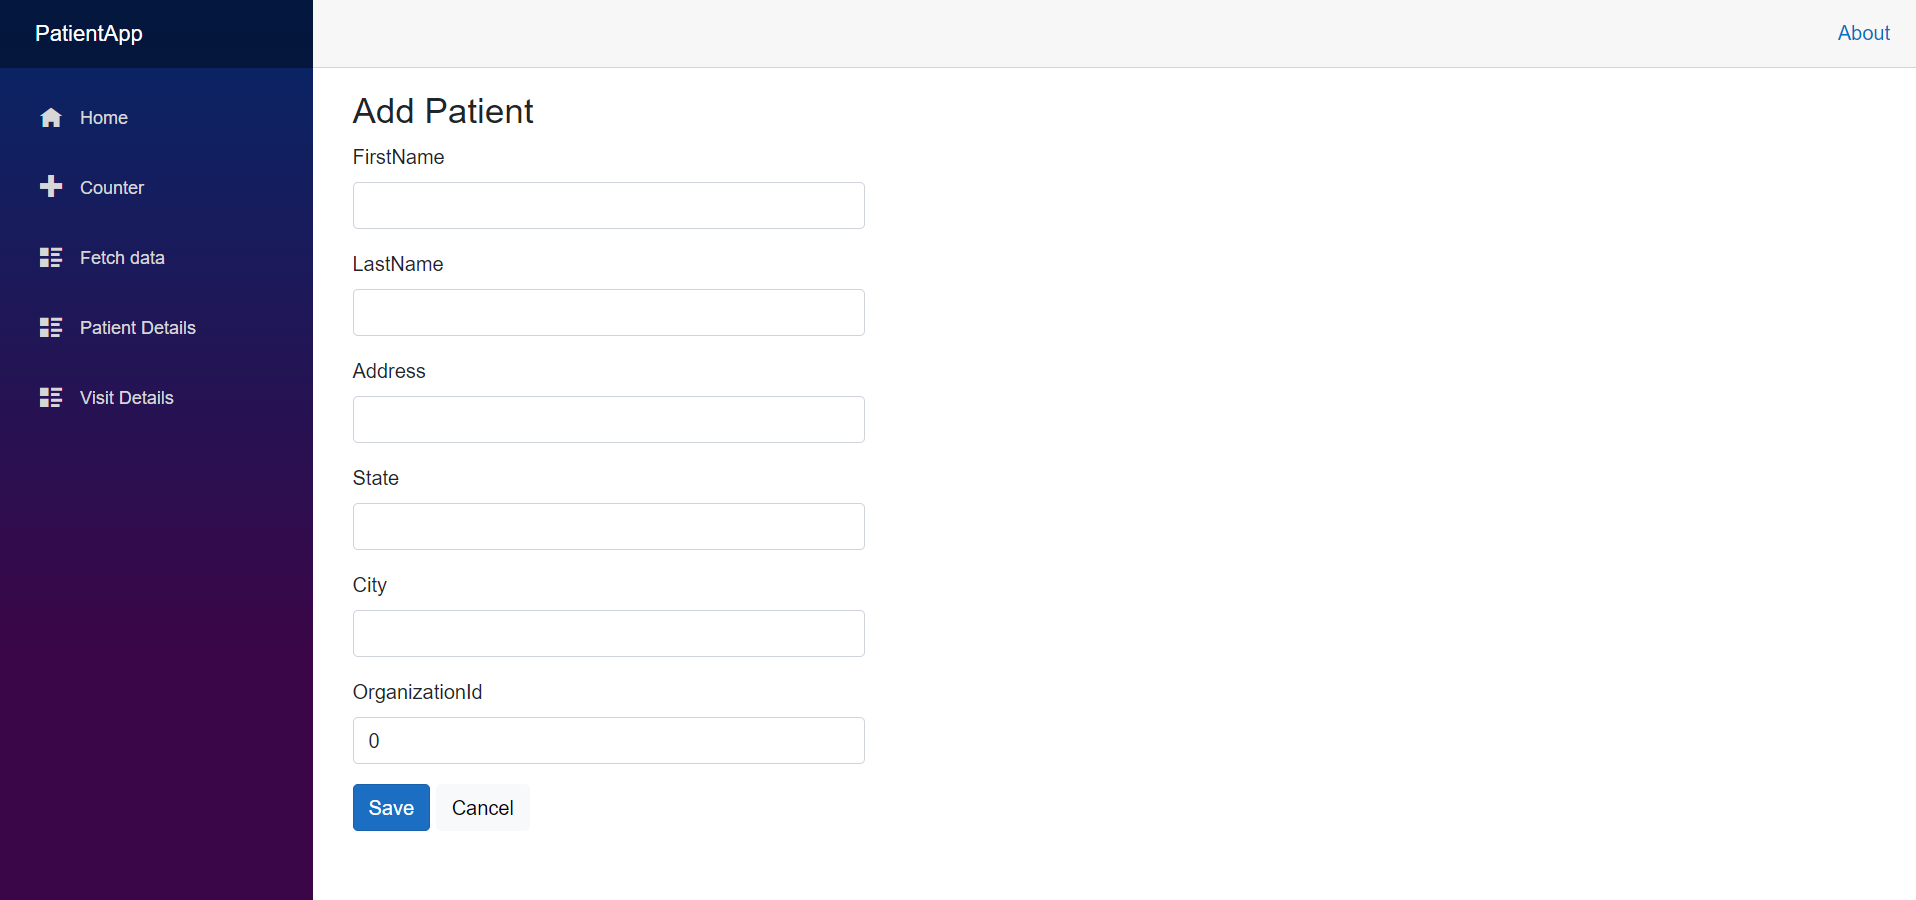 PatientApp
About
Home
Counter
Fetch data
Patient Details
Visit Details
Add Patient
FirstName
LastName
Address
State
City
OrganizationId
0
Save Cancel